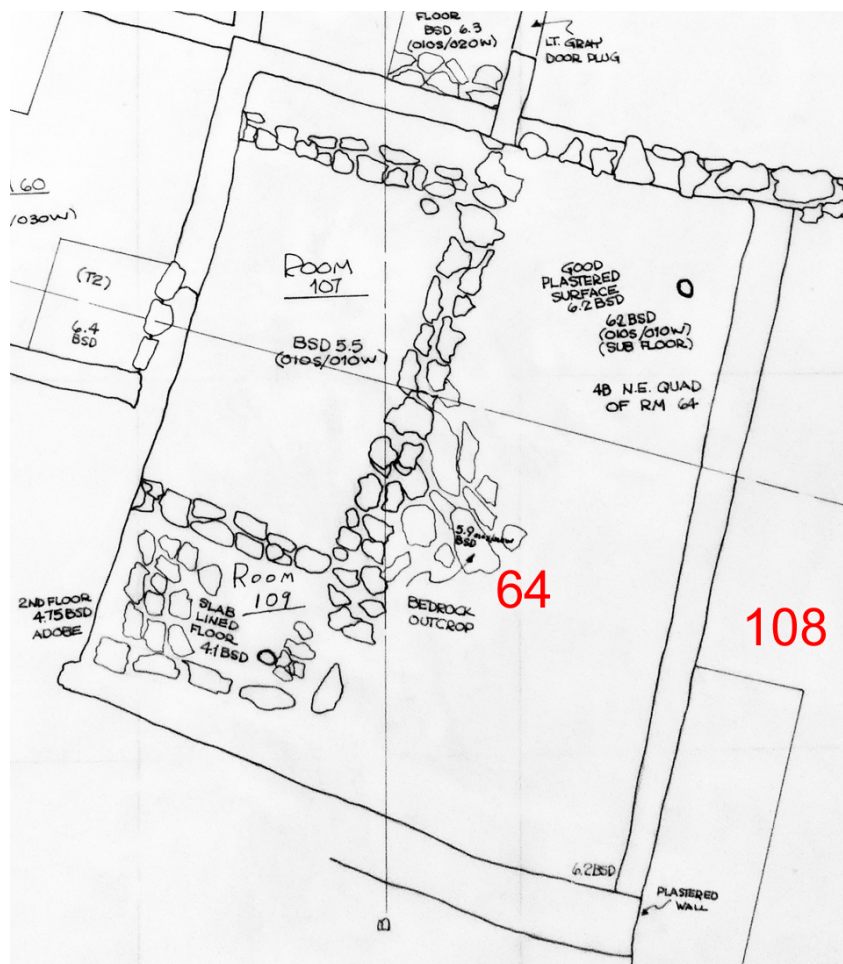 FLOOR
BSD 6.3
(010S/020W)
LT. GRAY
DOOR PLUG
60
/030W)
(T2)
6.4
BSD
ROOM
107
BSD 5.5
(010S/010W)
GOOD
PLASTERED
SURFACE
6.2 BSD
62 BSD
(010S/010W)
(SUB FLOOR)
4B N.E. QUAD
OF RM 64
5.9
BSD
64
108
ROOM
109
SLAB
LINED
FLOOR
4.1 BSD
2ND FLOOR
4.75 BSD
ADOBE
BEDROCK
OUTCROP
6.2 BSD
PLASTERED
WALL
B